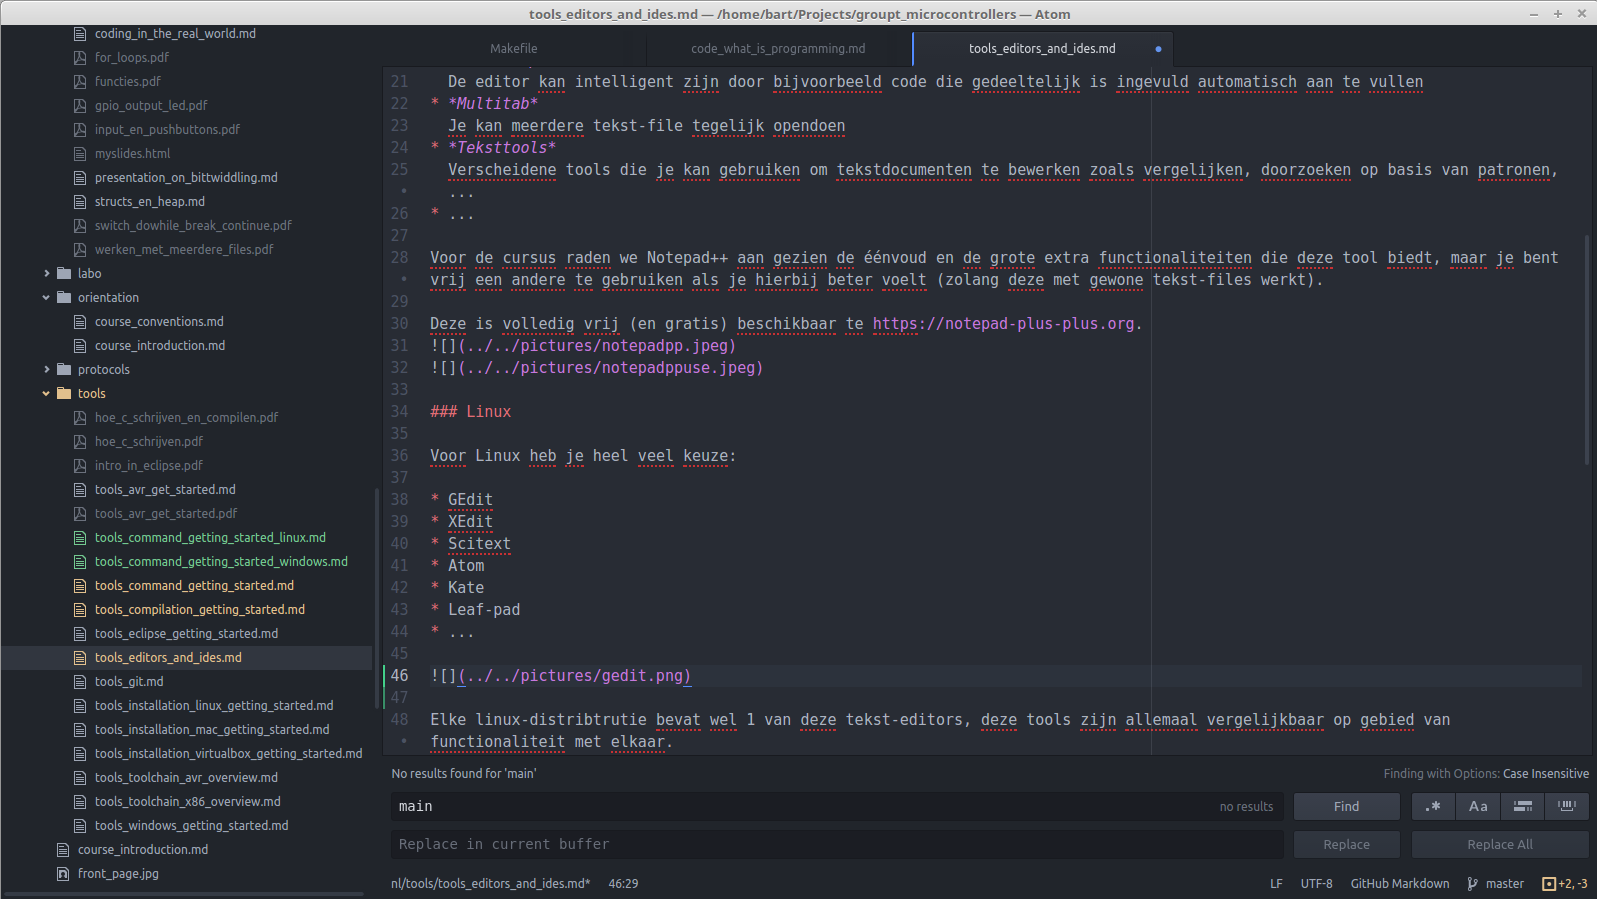 tools_editors_and_ides.md — /home/bart/Projects/groupt_microcontrollers — Atom
coding_in_the_real_world.md
for_loops.pdf
functies.pdf
gpio_output_led.pdf
input_en_pushbuttons.pdf
myslides.html
presentation_on_bittwiddling.md
structs_en_heap.md
switch_dowhile_break_continue.pdf
werken_met_meerdere_files.pdf
labo
orientation
course_conventions.md
course_introduction.md
protocols
tools
hoe_c_schrijven_en_compilen.pdf
hoe_c_schrijven.pdf
intro_in_eclipse.pdf
tools_avr_get_started.md
tools_avr_get_started.pdf
tools_command_getting_started_linux.md
tools_command_getting_started_windows.md
tools_command_getting_started.md
tools_compilation_getting_started.md
tools_eclipse_getting_started.md
tools_editors_and_ides.md
tools_git.md
tools_installation_linux_getting_started.md
tools_installation_mac_getting_started.md
tools_installation_virtualbox_getting_started.md
tools_toolchain_avr_overview.md
tools_toolchain_x86_overview.md
tools_windows_getting_started.md
course_introduction.md
front_page.jpg
Makefile
code_what_is_programming.md
tools_editors_and_ides.md
21 De editor kan intelligent zijn door bijvoorbeeld code die gedeeltelijk is ingevuld automatisch aan te vullen
22 * *Multitab*
23 Je kan meerdere tekst-file tegelijk opendoen
24 * *Teksttools*
25 Verscheidene tools die je kan gebruiken om tekstdocumenten te bewerken zoals vergelijken, doorzoeken op basis van patronen,
• ...
26 * ...
27
28 Voor de cursus raden we Notepad++ aan gezien de éénvoud en de grote extra functionaliteiten die deze tool biedt, maar je bent
• vrij een andere te gebruiken als je hierbij beter voelt (zolang deze met gewone tekst-files werkt).
29
30 Deze is volledig vrij (en gratis) beschikbaar te https://notepad-plus-plus.org.
31 ![](../../pictures/notepadpp.jpeg)
32 ![](../../pictures/notepadppuse.jpeg)
33
34 ### Linux
35
36 Voor Linux heb je heel veel keuze:
37
38 * GEdit
39 * XEdit
40 * Scitext
41 * Atom
42 * Kate
43 * Leaf-pad
44 * ...
45
46 ![](../../pictures/gedit.png)
47
48 Elke linux-distribtrutie bevat wel 1 van deze tekst-editors, deze tools zijn allemaal vergelijkbaar op gebied van
• functionaliteit met elkaar.
No results found for 'main'
Finding with Options: Case Insensitive
main
no results
Find
.*
Aa
Replace in current buffer
Replace
Replace All
nl/tools/tools_editors_and_ides.md* 46:29
LF UTF-8 GitHub Markdown master +2, -3